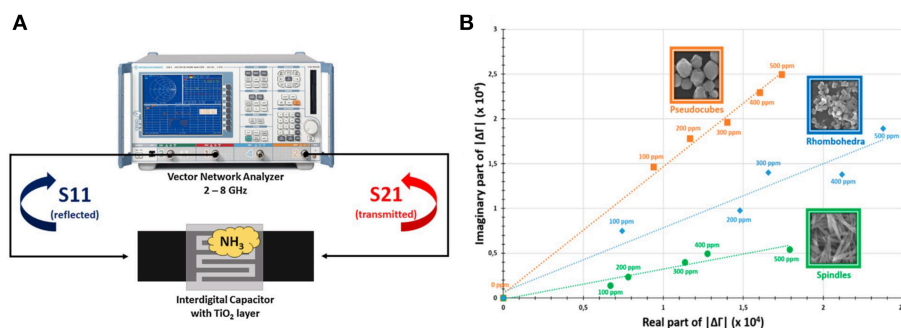 A
S11
(reflected)
Vector Network Analyzer
2 – 8 GHz
S21
(transmitted)
NH3
Interdigital Capacitor
with TiO2 layer
B
Imaginary part of |ΔΓ| (x 10⁴)
3
2,5
2
1,5
1
0,5
0
0 ppm
100 ppm
200 ppm
300 ppm
400 ppm
500 ppm
Pseudocubes
100 ppm
200 ppm
300 ppm
400 ppm
500 ppm
Rhombohedra
100 ppm
200 ppm
300 ppm
400 ppm
500 ppm
Spindles
0
0,5
1
1,5
2
Real part of |ΔΓ| (x 10⁴)